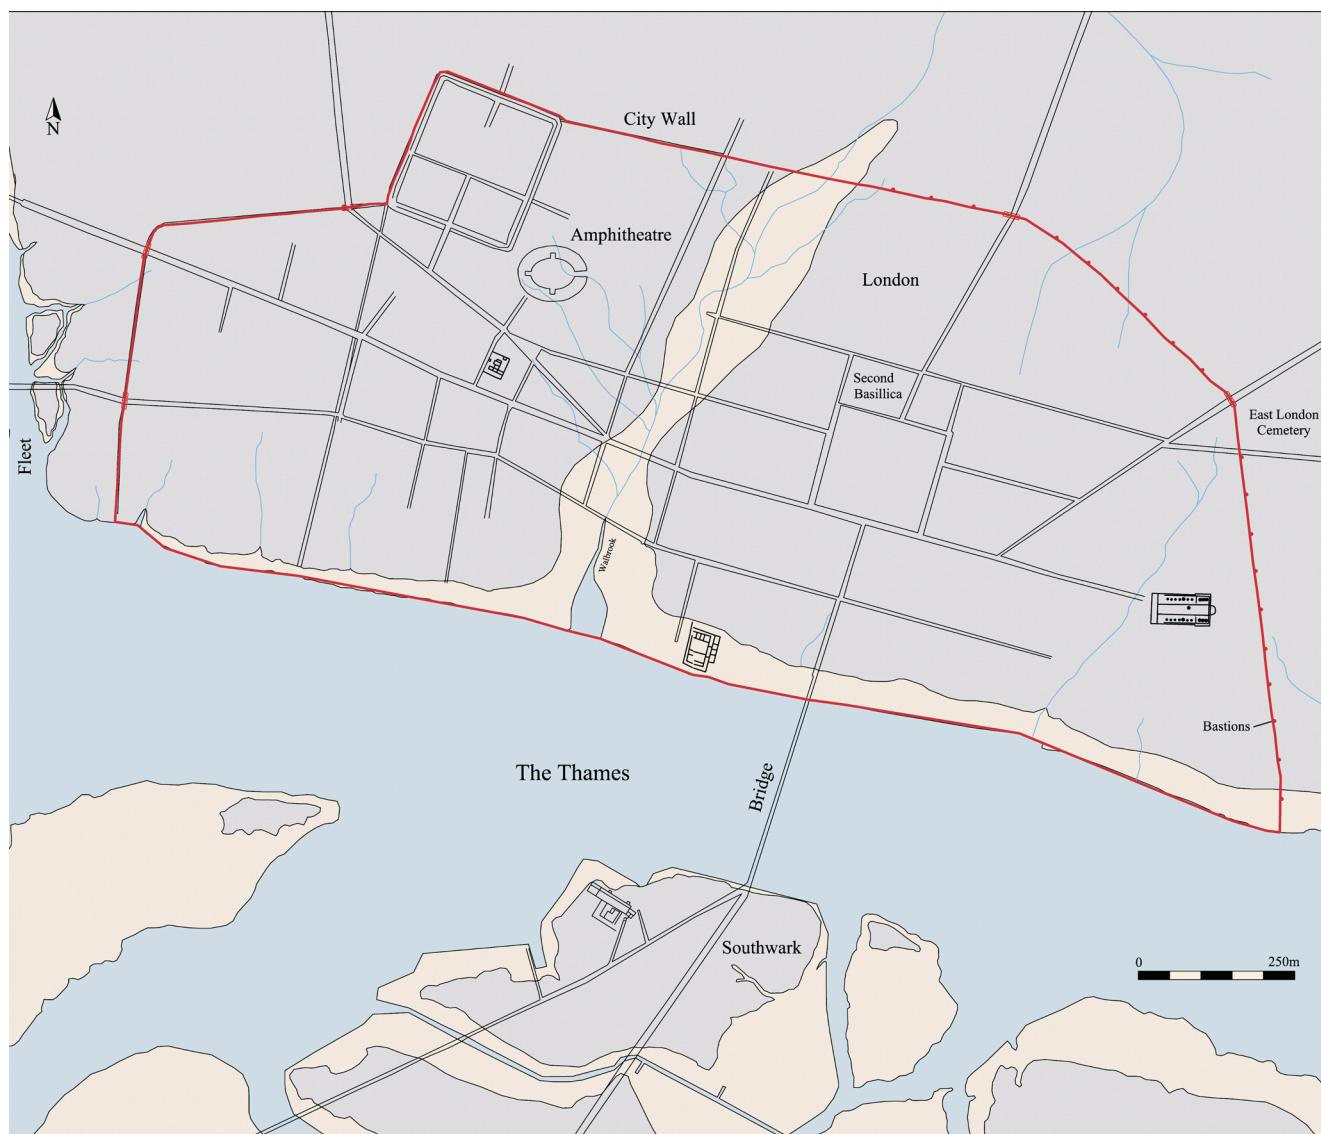 City Wall
N
Amphitheatre
London
Second
Basillica
East London
Cemetery
Fleet
Walbrook
Bastions
The Thames
Bridge
Southwark
0 250m